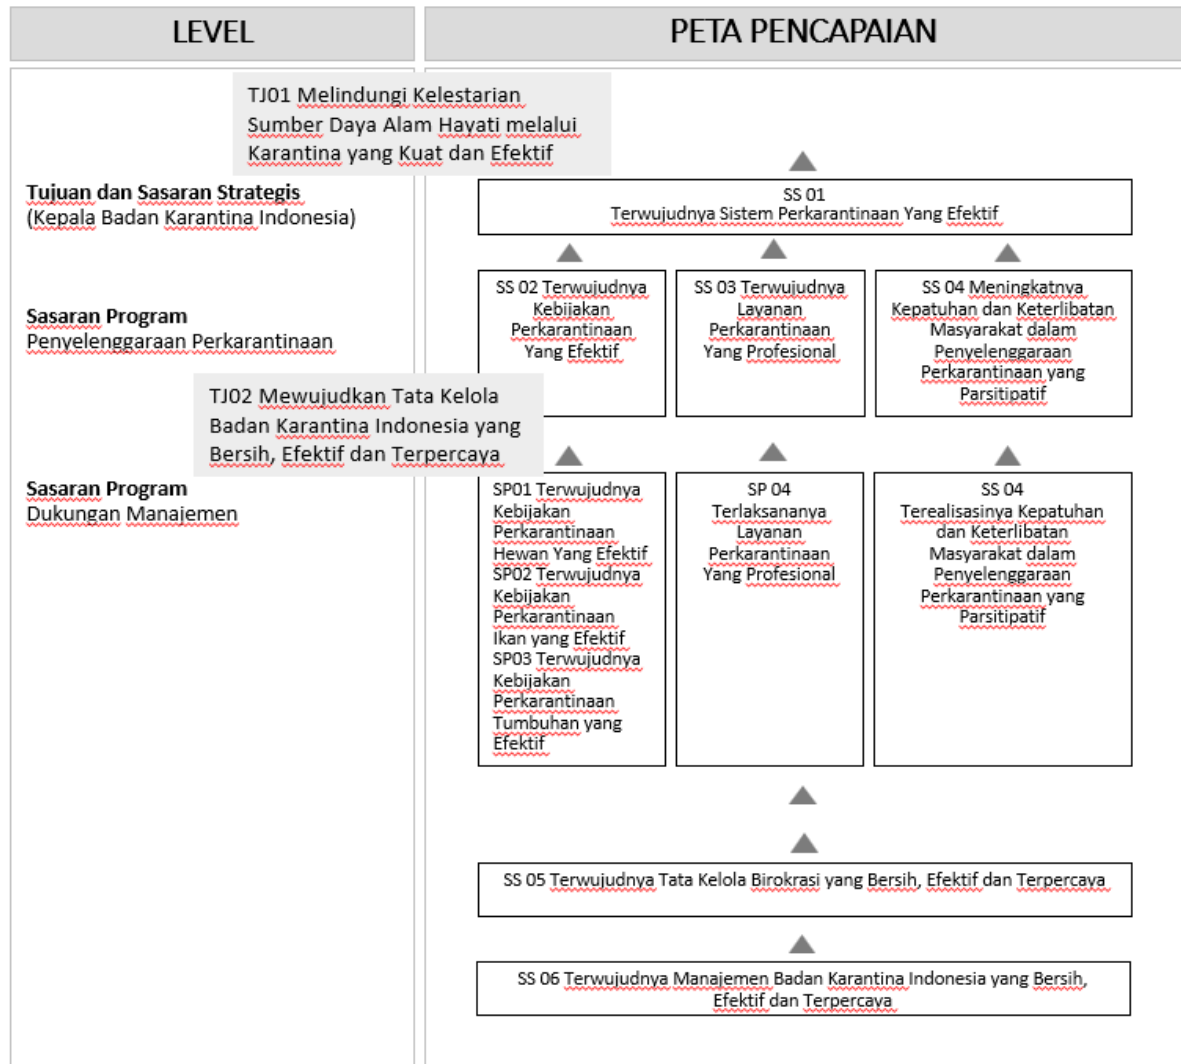 LEVEL
PETA PENCAPAIAN
TJ01 Melindungi Kelestarian
Sumber Daya Alam Hayati melalui
Karantina yang Kuat dan Efektif
Tujuan dan Sasaran Strategis
(Kepala Badan Karantina Indonesia)
SS 01
Terwujudnya Sistem Perkarantinaan Yang Efektif
Sasaran Program
Penyelenggaraan Perkarantinaan
SS 02 Terwujudnya
Kebijakan
Perkarantinaan
Yang Efektif
SS 03 Terwujudnya
Layanan
Perkarantinaan
Yang Profesional
SS 04 Meningkatnya
Kepatuhan dan Keterlibatan
Masyarakat dalam
Penyelenggaraan
Perkarantinaan yang
Parsitipatif
TJ02 Mewujudkan Tata Kelola
Badan Karantina Indonesia yang
Bersih, Efektif dan Terpercaya
Sasaran Program
Dukungan Manajemen
SP01 Terwujudnya
Kebijakan
Perkarantinaan
Hewan Yang Efektif
SP02 Terwujudnya
Kebijakan
Perkarantinaan
Ikan yang Efektif
SP03 Terwujudnya
Kebijakan
Perkarantinaan
Tumbuhan yang
Efektif
SP 04
Terlaksananya
Layanan
Perkarantinaan
Yang Profesional
SS 04
Terealisasinya Kepatuhan
dan Keterlibatan
Masyarakat dalam
Penyelenggaraan
Perkarantinaan yang
Parsitipatif
SS 05 Terwujudnya Tata Kelola Birokrasi yang Bersih, Efektif dan Terpercaya
SS 06 Terwujudnya Manajemen Badan Karantina Indonesia yang Bersih,
Efektif dan Terpercaya